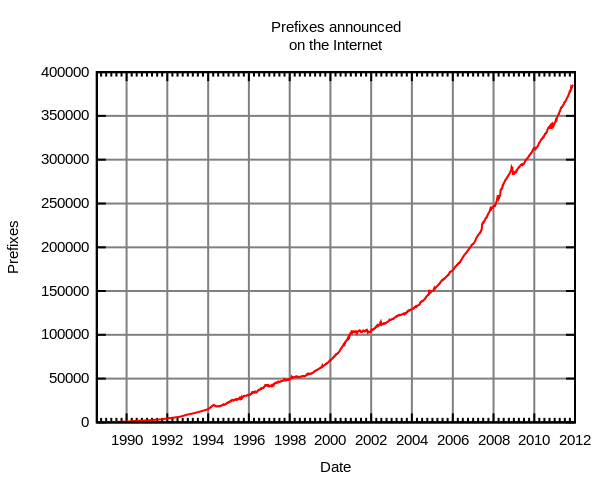 Prefixes announced
on the Internet
400000
350000
300000
250000
200000
150000
100000
50000
0
Prefixes
1990 1992 1994 1996 1998 2000 2002 2004 2006 2008 2010 2012
Date